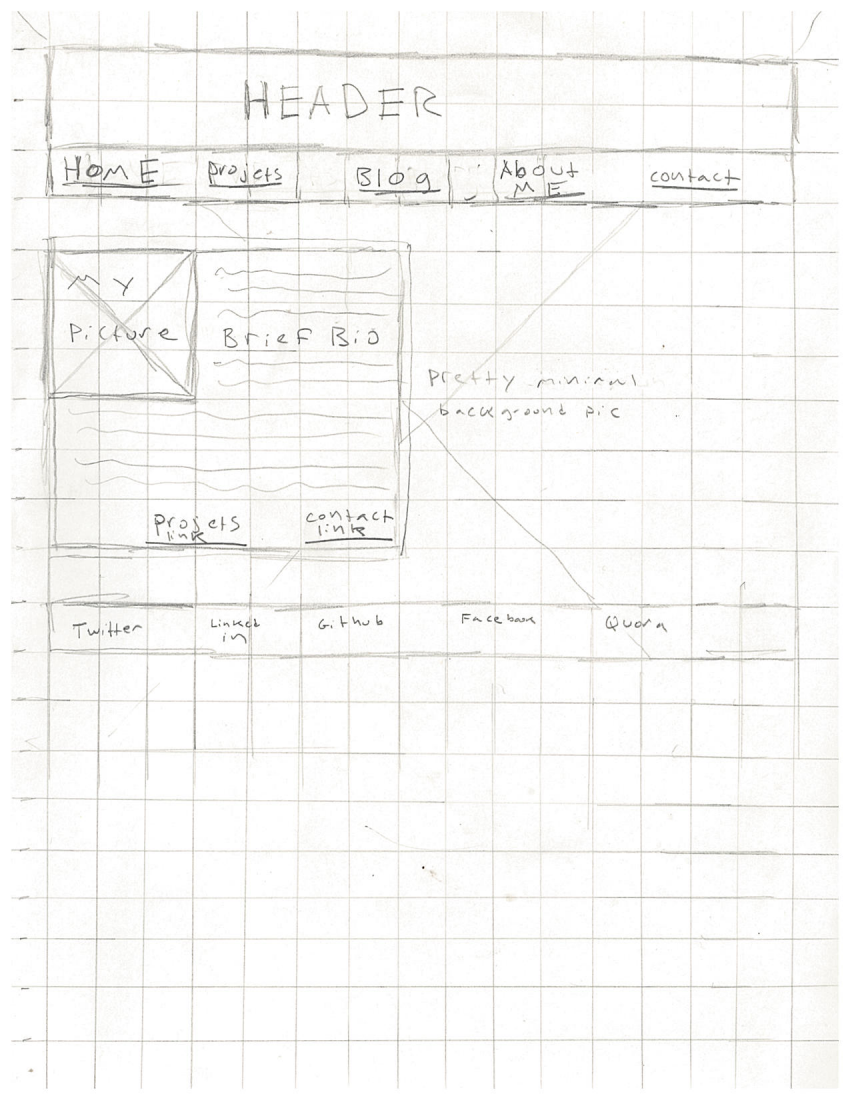 HEADER
HOME projets Blog About contact
ME
MY
Picture Brief Bio
Pretty minimal
background pic
projets contact
link link
Twitter Linked Github Facebook Quora
in